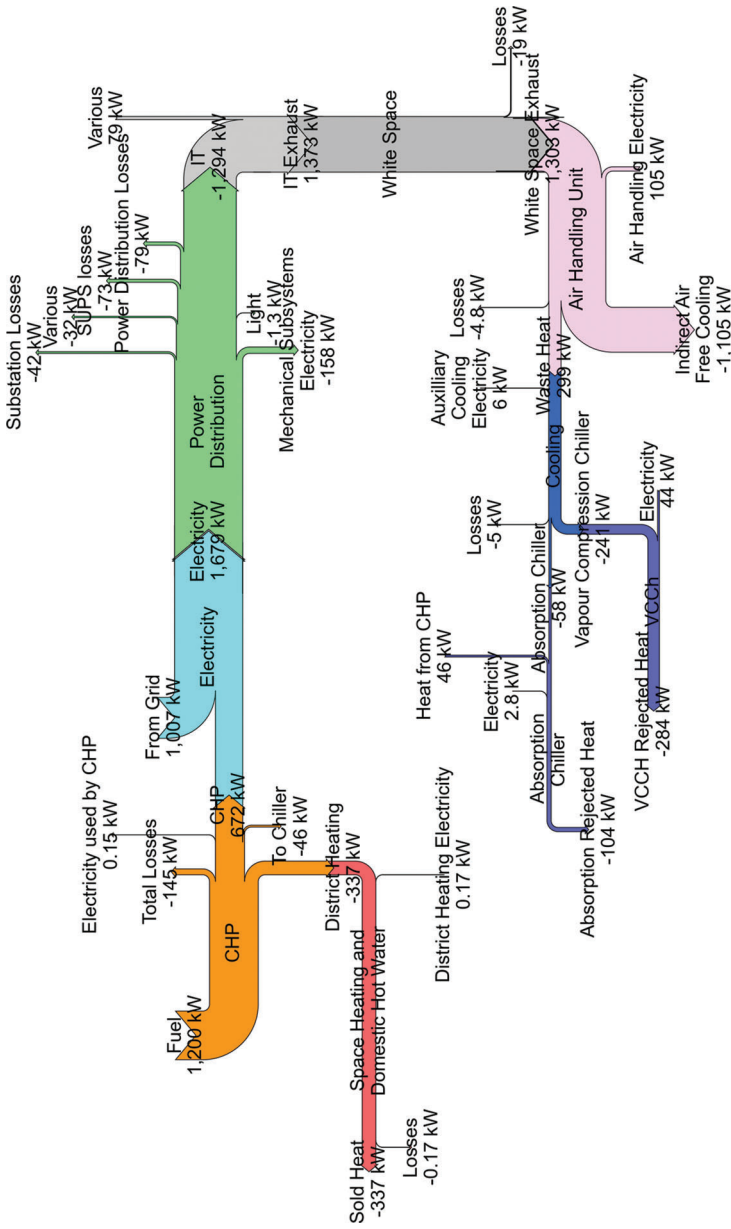 Fuel
1,200 kW
CHP
Electricity used by CHP
0.15 kW
Total Losses
-145 kW
CHP
672 kW
To Chiller
-46 kW
District Heating
-337 kW
Space Heating and
Domestic Hot Water
District Heating Electricity
0.17 kW
Sold Heat
-337 kW
Losses
-0.17 kW
From Grid
1,007 kW
Electricity
Electricity
1,679 kW
Power
Distribution
Substation Losses
-42 kW
Various
-32 kW
SUPS losses
-73 kW
Power Distribution Losses
-79 kW
Light
-1.3 kW
Mechanical Subsystems
Electricity
-158 kW
IT
-1,294 kW
Various
79 kW
IT Exhaust
1,373 kW
White Space
Losses
-19 kW
White Space Exhaust
1,303 kW
Air Handling Unit
Air Handling Electricity
105 kW
Indirect Air
Free Cooling
-1,105 kW
Losses
-4.8 kW
Waste Heat
299 kW
Auxilliary
Cooling
Electricity
6 kW
Cooling
Losses
-5 kW
Absorption Chiller
-58 kW
Vapour Compression Chiller
-241 kW
Electricity
44 kW
VCCh
VCCH Rejected Heat
-284 kW
Heat from CHP
46 kW
Electricity
2.8 kW
Absorption
Chiller
Absorption Rejected Heat
-104 kW